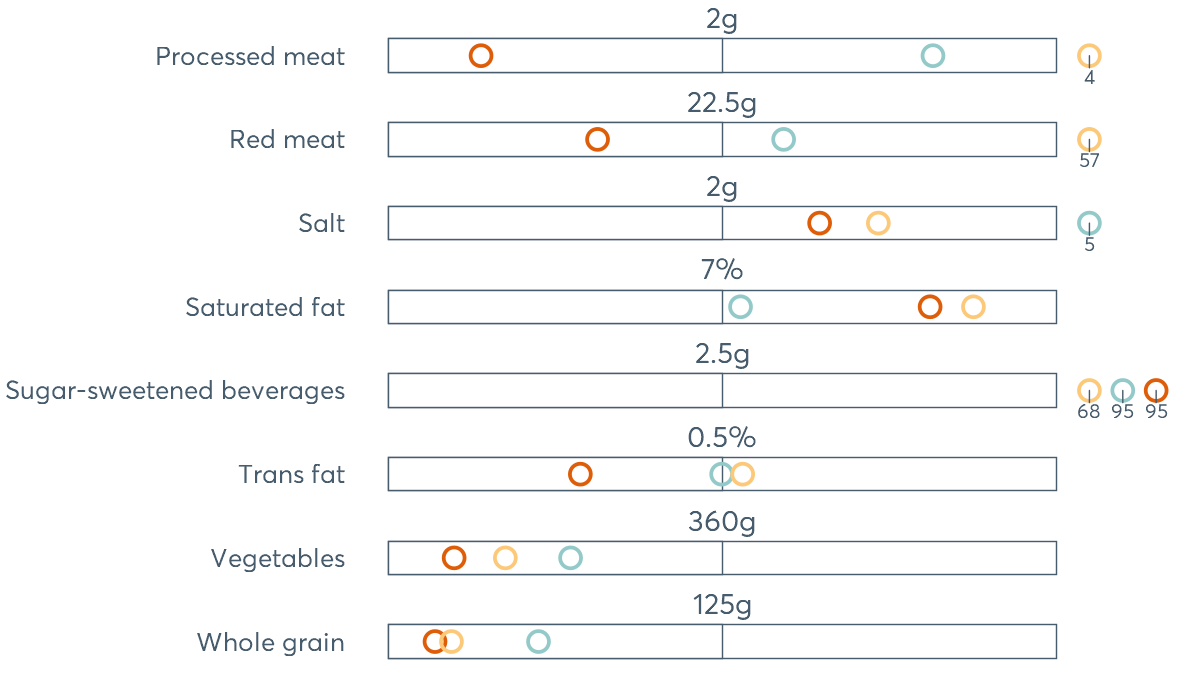 2g
Processed meat
4
22.5g
Red meat
57
2g
Salt
5
7%
Saturated fat
2.5g
Sugar-sweetened beverages
68 95 95
0.5%
Trans fat
360g
Vegetables
125g
Whole grain